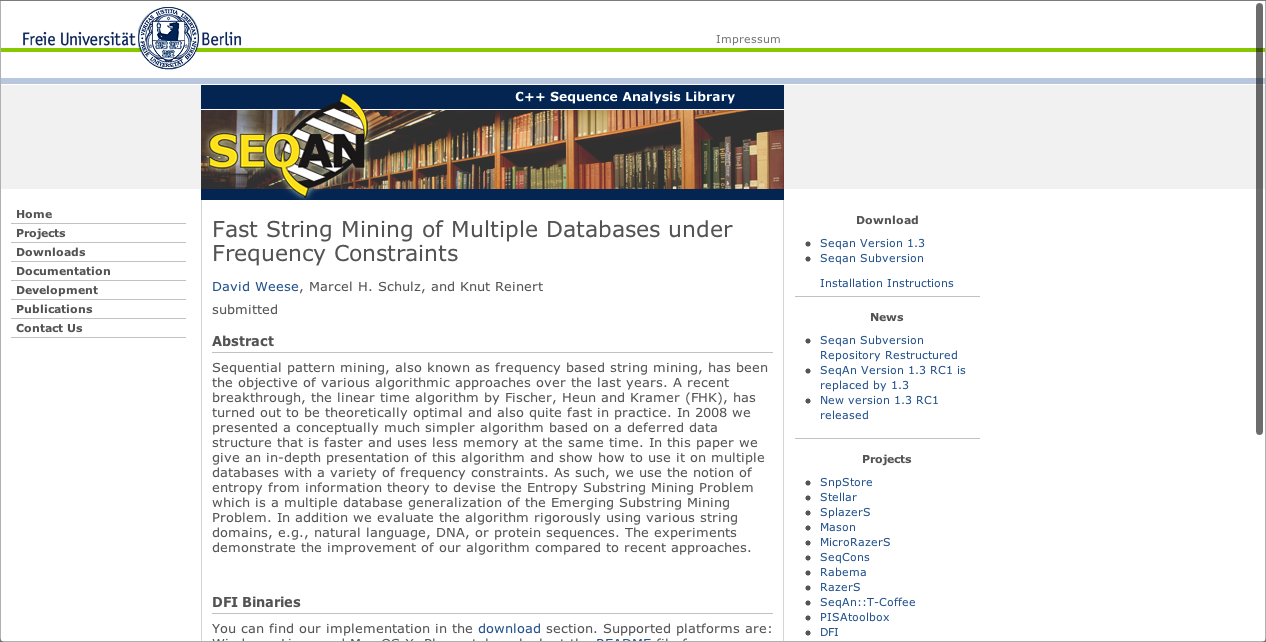 Freie Universität Berlin
Impressum
C++ Sequence Analysis Library
SEQAN
Home
Projects
Downloads
Documentation
Development
Publications
Contact Us
Fast String Mining of Multiple Databases under
Frequency Constraints
David Weese, Marcel H. Schulz, and Knut Reinert
submitted
Abstract
Sequential pattern mining, also known as frequency based string mining, has been
the objective of various algorithmic approaches over the last years. A recent
breakthrough, the linear time algorithm by Fischer, Heun and Kramer (FHK), has
turned out to be theoretically optimal and also quite fast in practice. In 2008 we
presented a conceptually much simpler algorithm based on a deferred data
structure that is faster and uses less memory at the same time. In this paper we
give an in-depth presentation of this algorithm and show how to use it on multiple
databases with a variety of frequency constraints. As such, we use the notion of
entropy from information theory to devise the Entropy Substring Mining Problem
which is a multiple database generalization of the Emerging Substring Mining
Problem. In addition we evaluate the algorithm rigorously using various string
domains, e.g., natural language, DNA, or protein sequences. The experiments
demonstrate the improvement of our algorithm compared to recent approaches.
DFI Binaries
You can find our implementation in the download section. Supported platforms are:
Download
Seqan Version 1.3
Seqan Subversion
Installation Instructions
News
Seqan Subversion
Repository Restructured
SeqAn Version 1.3 RC1 is
replaced by 1.3
New version 1.3 RC1
released
Projects
SnpStore
Stellar
SplazerS
Mason
MicroRazerS
SeqCons
Rabema
RazerS
SeqAn::T-Coffee
PISAtoolbox
DFI